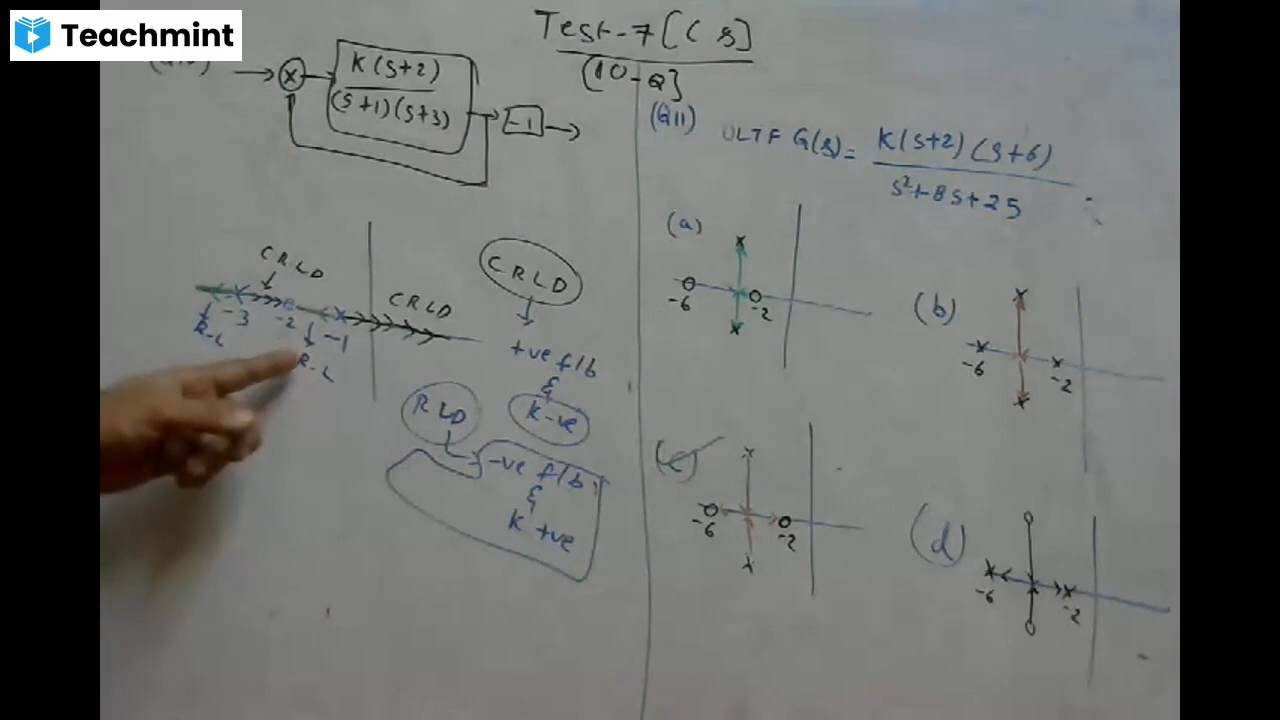 Teachmint
Test-7 [CS]
(10-Q]
K(S+2)
(S+1)(S+3)
-1
CRLD
CRLD
-3
-2
-1
R-L
R-L
CRLD
+ve f/b
&
K-ve
RLD
-ve f/b
&
K +ve
(Q11) OLTF G(s) = K(S+2)(S+6)
s²+8s+25
(a)
-6
-2
(b)
-6
-2
(c)
-6
-2
(d)
-6
-2